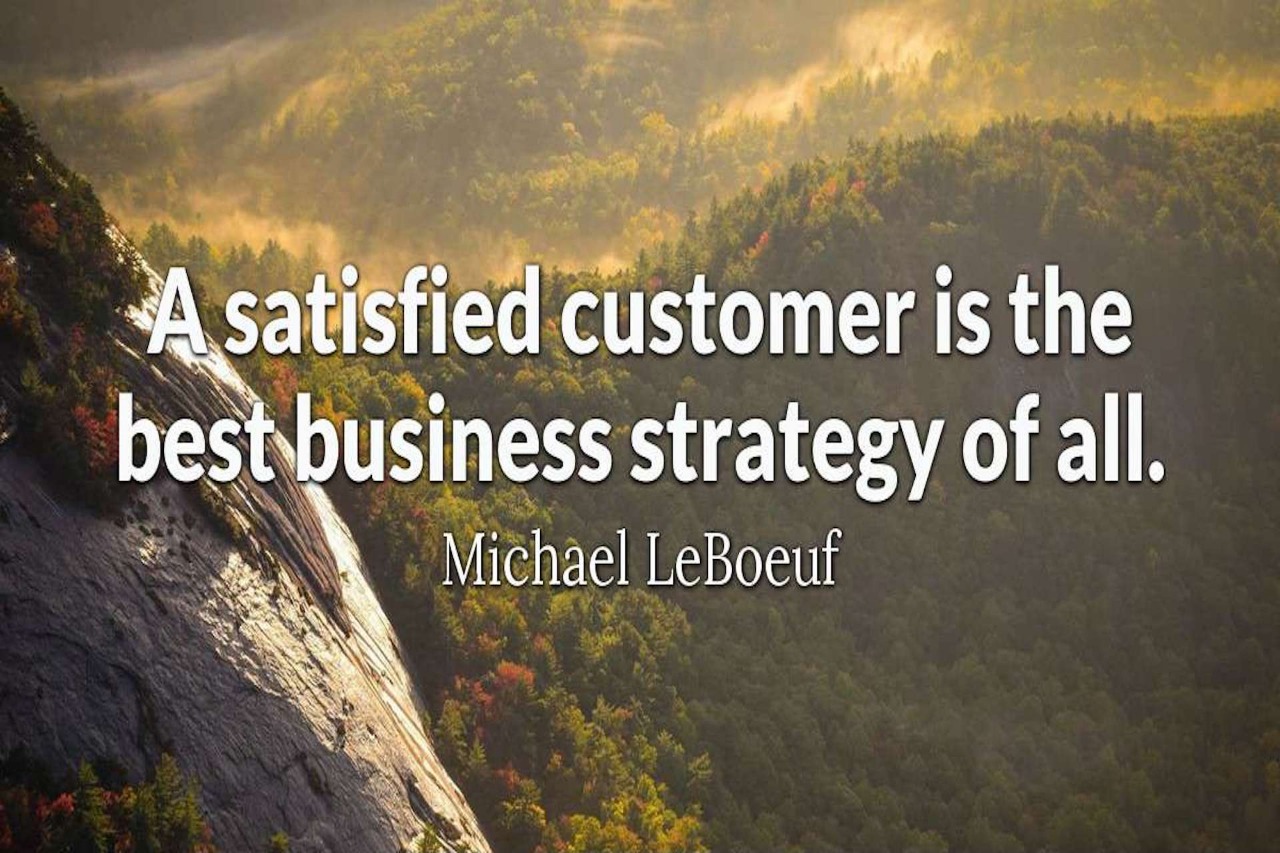 A satisfied customer is the
best business strategy of all.
Michael LeBoeuf